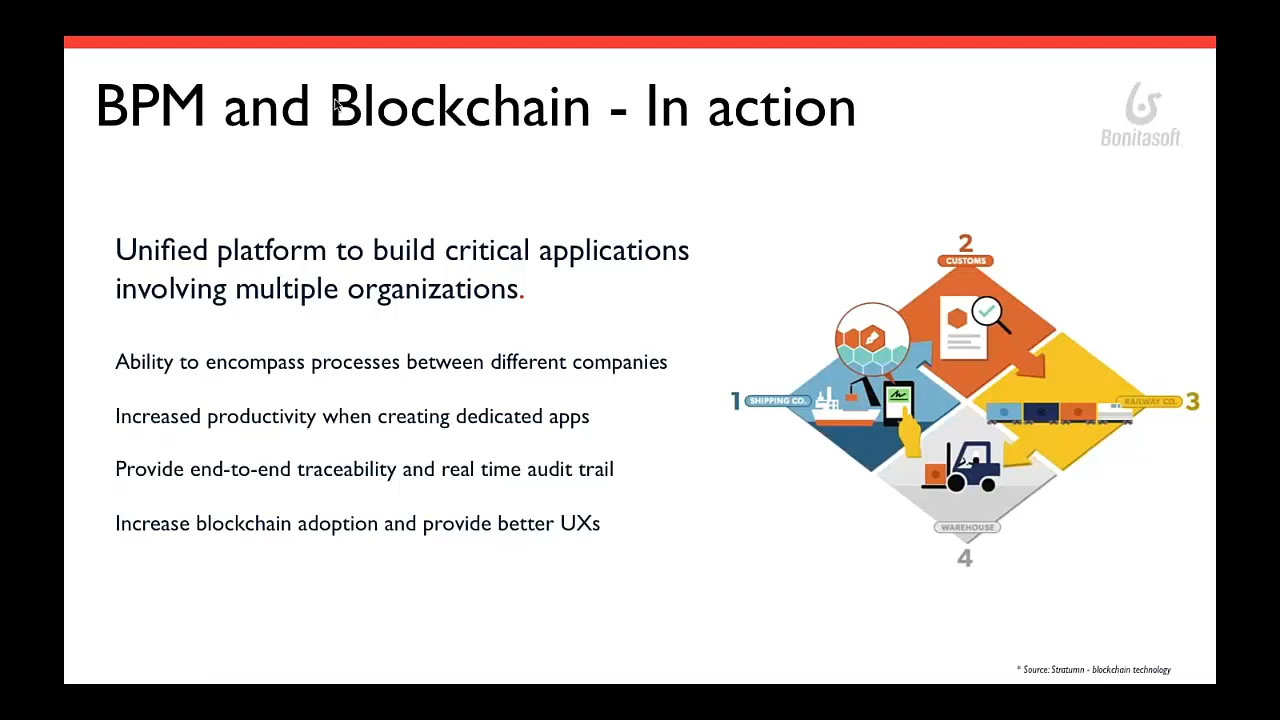 BPM and Blockchain - In action
Bonitasoft
Unified platform to build critical applications
involving multiple organizations.
Ability to encompass processes between different companies
Increased productivity when creating dedicated apps
Provide end-to-end traceability and real time audit trail
Increase blockchain adoption and provide better UXs
2
CUSTOMS
1 SHIPPING CO.
RAILWAY CO. 3
WAREHOUSE
4
* Source: Stratumn - blockchain technology